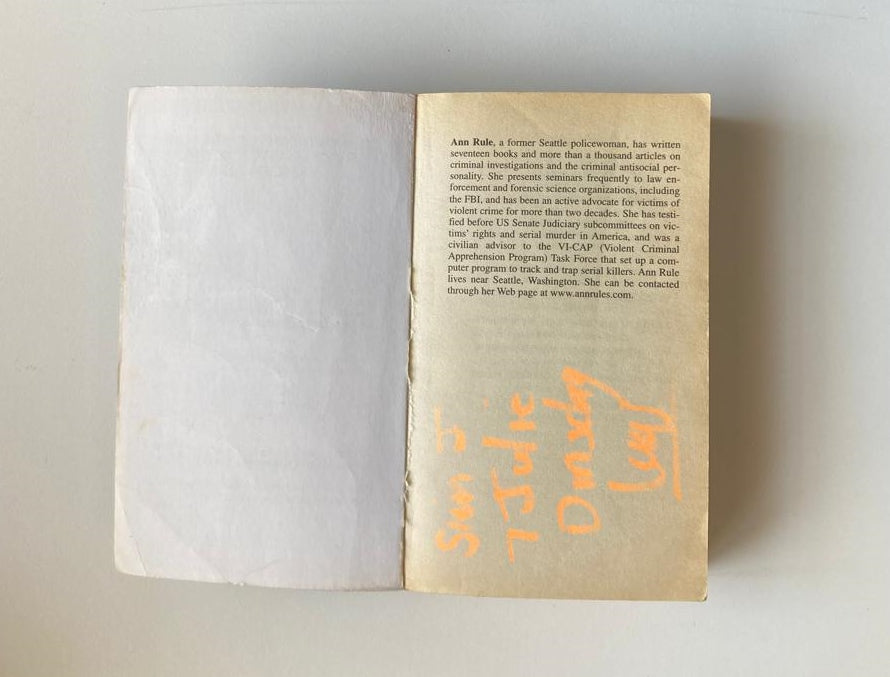 Ann Rule, a former Seattle policewoman, has written
seventeen books and more than a thousand articles on
criminal investigations and the criminal antisocial per-
sonality. She presents seminars frequently to law en-
forcement and forensic science organizations, including
the FBI, and has been an active advocate for victims of
violent crime for more than two decades. She has testi-
fied before US Senate Judiciary subcommittees on vic-
tims' rights and serial murder in America, and was a
civilian advisor to the VI-CAP (Violent Criminal
Apprehension Program) Task Force that set up a com-
puter program to track and trap serial killers. Ann Rule
lives near Seattle, Washington. She can be contacted
through her Web page at www.annrules.com.
Julie